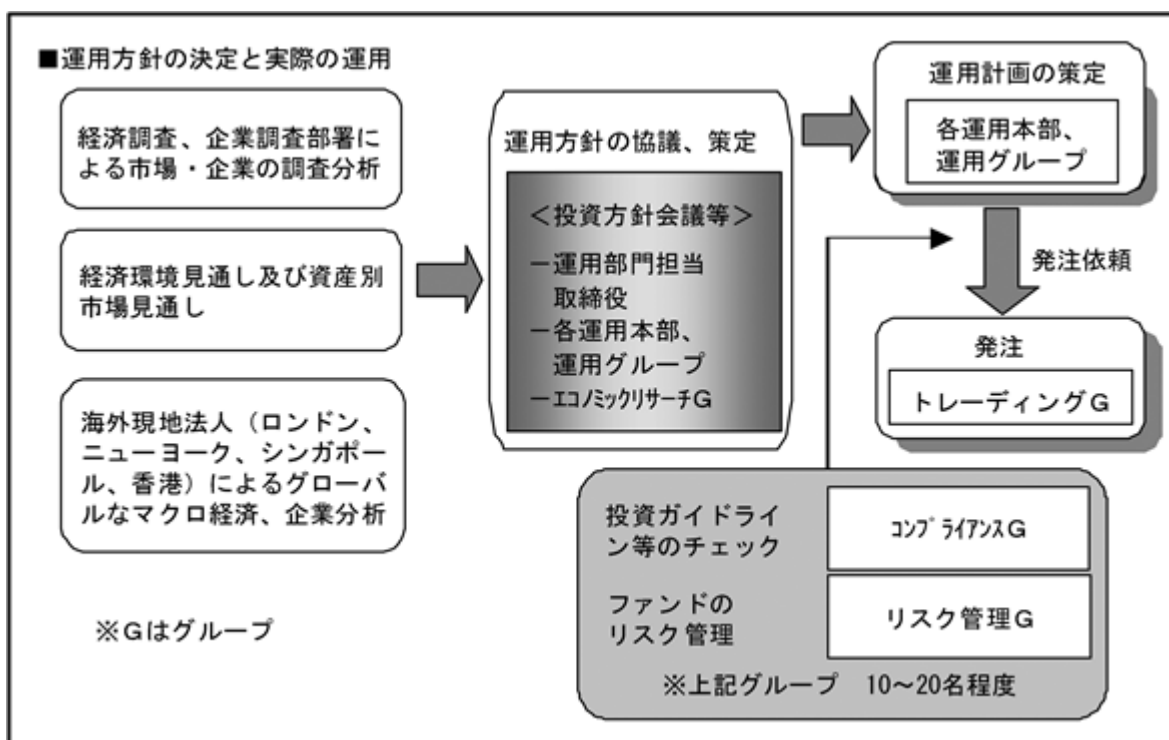 ■運用方針の決定と実際の運用
経済調査、企業調査部署に
よる市場・企業の調査分析
経済環境見通し及び資産別
市場見通し
海外現地法人（ロンドン、
ニューヨーク、シンガポー
ル、香港）によるグローバ
ルなマクロ経済、企業分析
※Gはグループ
運用方針の協議、策定
＜投資方針会議等＞
－運用部門担当
取締役
－各運用本部、
運用グループ
－ｴｺﾉﾐｯｸﾘｻｰﾁG
運用計画の策定
各運用本部、
運用グループ
発注依頼
発注
トレーディングG
投資ガイドライ
ン等のチェック
ｺﾝﾌﾟﾗｲｱﾝｽG
ファンドの
リスク管理
リスク管理G
※上記グループ　10～20名程度